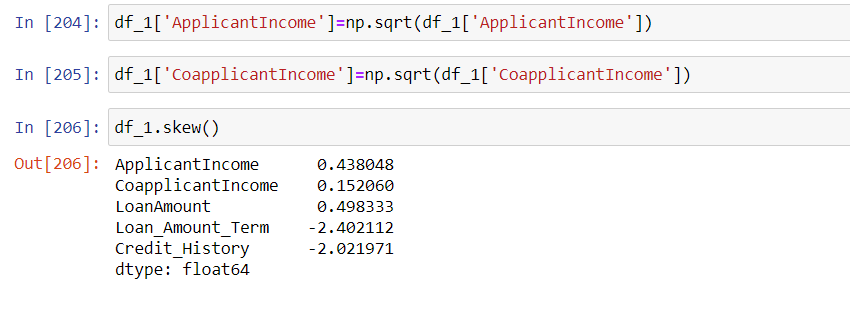 In [204]: df_1['ApplicantIncome']=np.sqrt(df_1['ApplicantIncome'])
In [205]: df_1['CoapplicantIncome']=np.sqrt(df_1['CoapplicantIncome'])
In [206]: df_1.skew()
Out[206]: ApplicantIncome      0.438048
CoapplicantIncome    0.152060
LoanAmount           0.498333
Loan_Amount_Term    -2.402112
Credit_History      -2.021971
dtype: float64